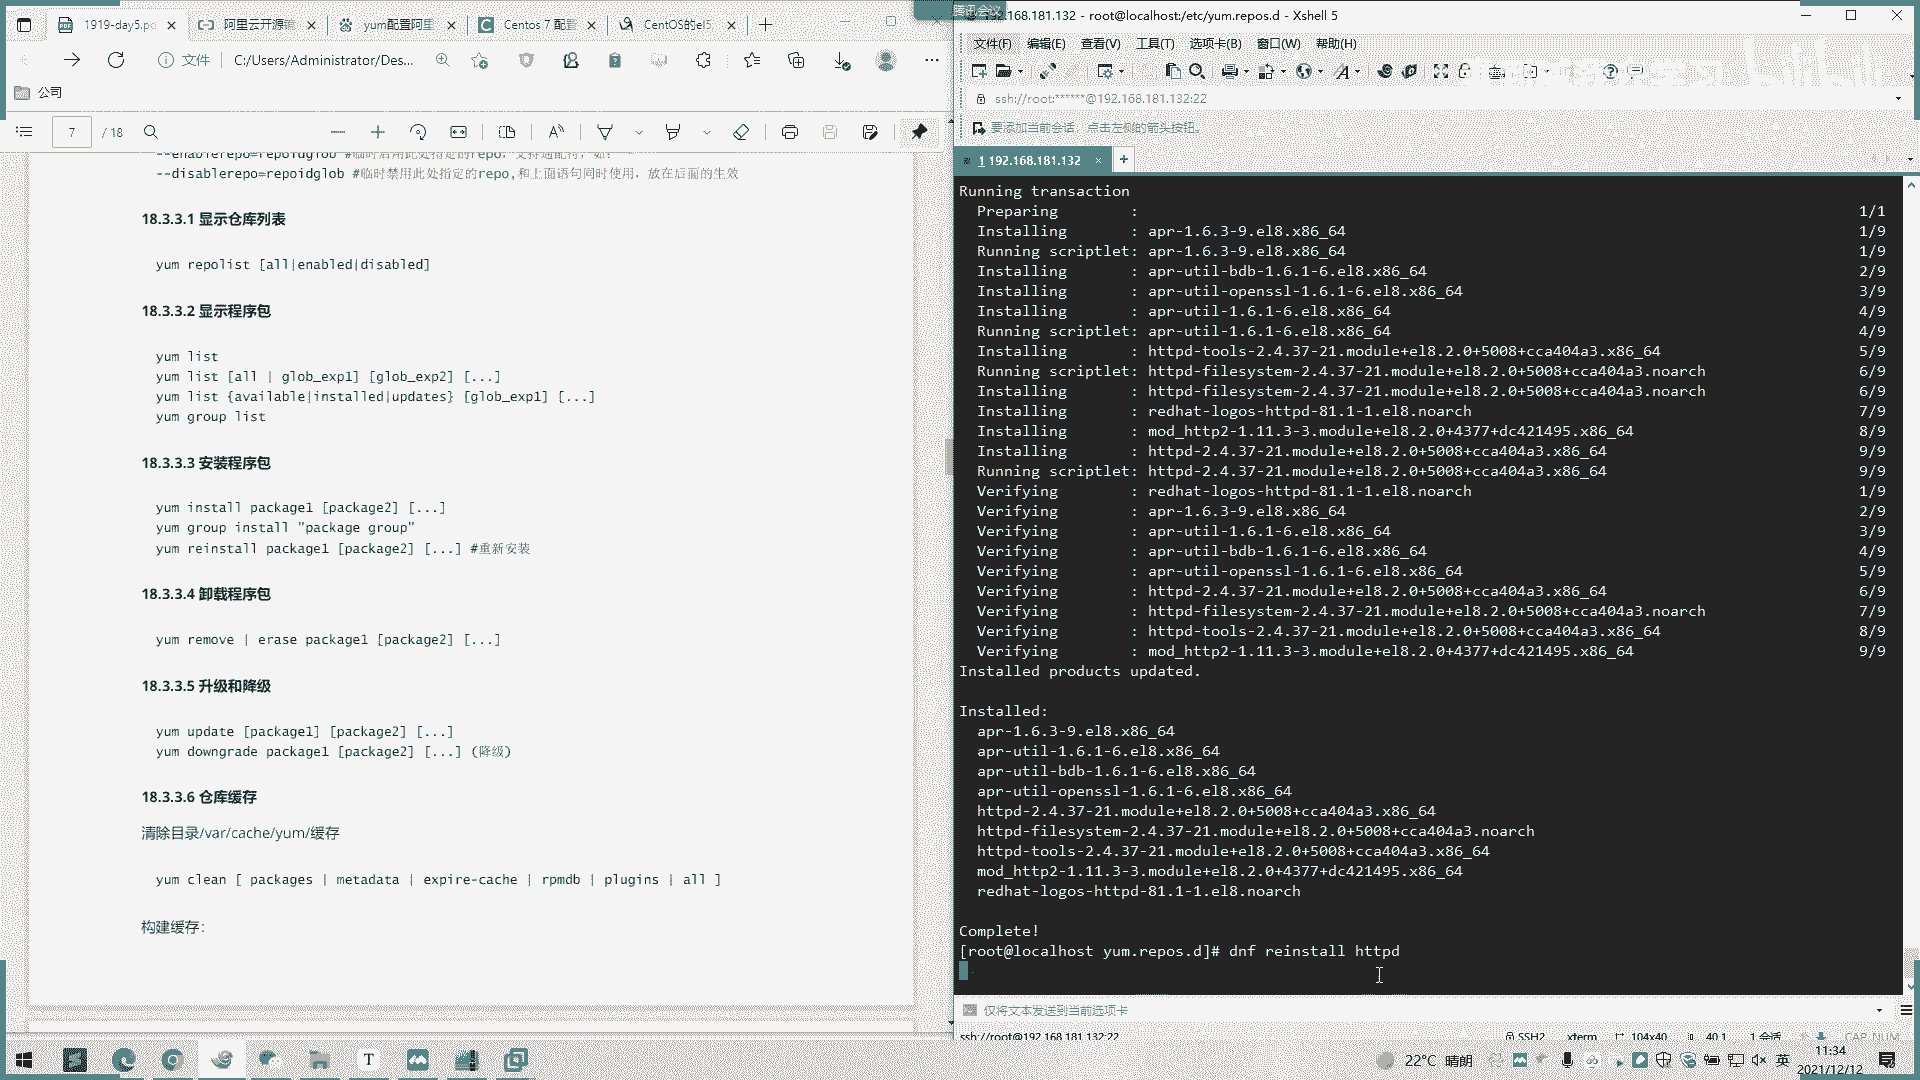 1919-day5.pd
阿里云开源镜
yum配置阿里
Centos 7 配置
CentOS的el5,
文件
C:/Users/Administrator/Des...
公司
7 / 18
--enablerepo=repoidglob #临时启用此处指定的repo, 支持通配符, 如:
--disablerepo=repoidglob #临时禁用此处指定的repo,和上面语句同时使用, 放在后面的生效
18.3.3.1 显示仓库列表
yum repolist [all|enabled|disabled]
18.3.3.2 显示程序包
yum list
yum list [all | glob_exp1] [glob_exp2] [...]
yum list {available|installed|updates} [glob_exp1] [...]
yum group list
18.3.3.3 安装程序包
yum install package1 [package2] [...]
yum group install "package group"
yum reinstall package1 [package2] [...] #重新安装
18.3.3.4 卸载程序包
yum remove | erase package1 [package2] [...]
18.3.3.5 升级和降级
yum update [package1] [package2] [...]
yum downgrade package1 [package2] [...] (降级)
18.3.3.6 仓库缓存
清除目录/var/cache/yum/缓存
yum clean [ packages | metadata | expire-cache | rpmdb | plugins | all ]
构建缓存:
腾讯会议
192.168.181.132 - root@localhost:/etc/yum.repos.d - Xshell 5
文件(F) 编辑(E) 查看(V) 工具(T) 选项卡(B) 窗口(W) 帮助(H)
ssh://root:******@192.168.181.132:22
要添加当前会话, 点击左侧的箭头按钮。
1 192.168.181.132
Running transaction
Preparing : 1/1
Installing : apr-1.6.3-9.el8.x86_64 1/9
Running scriptlet: apr-1.6.3-9.el8.x86_64 1/9
Installing : apr-util-bdb-1.6.1-6.el8.x86_64 2/9
Installing : apr-util-openssl-1.6.1-6.el8.x86_64 3/9
Installing : apr-util-1.6.1-6.el8.x86_64 4/9
Running scriptlet: apr-util-1.6.1-6.el8.x86_64 4/9
Installing : httpd-tools-2.4.37-21.module+el8.2.0+5008+cca404a3.x86_64 5/9
Running scriptlet: httpd-filesystem-2.4.37-21.module+el8.2.0+5008+cca404a3.noarch 6/9
Installing : httpd-filesystem-2.4.37-21.module+el8.2.0+5008+cca404a3.noarch 6/9
Installing : redhat-logos-httpd-81.1-1.el8.noarch 7/9
Installing : mod_http2-1.11.3-3.module+el8.2.0+4377+dc421495.x86_64 8/9
Installing : httpd-2.4.37-21.module+el8.2.0+5008+cca404a3.x86_64 9/9
Running scriptlet: httpd-2.4.37-21.module+el8.2.0+5008+cca404a3.x86_64 9/9
Verifying : redhat-logos-httpd-81.1-1.el8.noarch 1/9
Verifying : apr-1.6.3-9.el8.x86_64 2/9
Verifying : apr-util-1.6.1-6.el8.x86_64 3/9
Verifying : apr-util-bdb-1.6.1-6.el8.x86_64 4/9
Verifying : apr-util-openssl-1.6.1-6.el8.x86_64 5/9
Verifying : httpd-2.4.37-21.module+el8.2.0+5008+cca404a3.x86_64 6/9
Verifying : httpd-filesystem-2.4.37-21.module+el8.2.0+5008+cca404a3.noarch 7/9
Verifying : httpd-tools-2.4.37-21.module+el8.2.0+5008+cca404a3.x86_64 8/9
Verifying : mod_http2-1.11.3-3.module+el8.2.0+4377+dc421495.x86_64 9/9
Installed products updated.
Installed:
apr-1.6.3-9.el8.x86_64
apr-util-1.6.1-6.el8.x86_64
apr-util-bdb-1.6.1-6.el8.x86_64
apr-util-openssl-1.6.1-6.el8.x86_64
httpd-2.4.37-21.module+el8.2.0+5008+cca404a3.x86_64
httpd-filesystem-2.4.37-21.module+el8.2.0+5008+cca404a3.noarch
httpd-tools-2.4.37-21.module+el8.2.0+5008+cca404a3.x86_64
mod_http2-1.11.3-3.module+el8.2.0+4377+dc421495.x86_64
redhat-logos-httpd-81.1-1.el8.noarch
Complete!
[root@localhost yum.repos.d]# dnf reinstall httpd
仅将文本发送到当前选项卡
ssh://root@192.168.181.132:22 SSH2 xterm 104x40 40,1 1 会话 CAP NUM
22°C 晴朗
英
11:34
2021/12/12